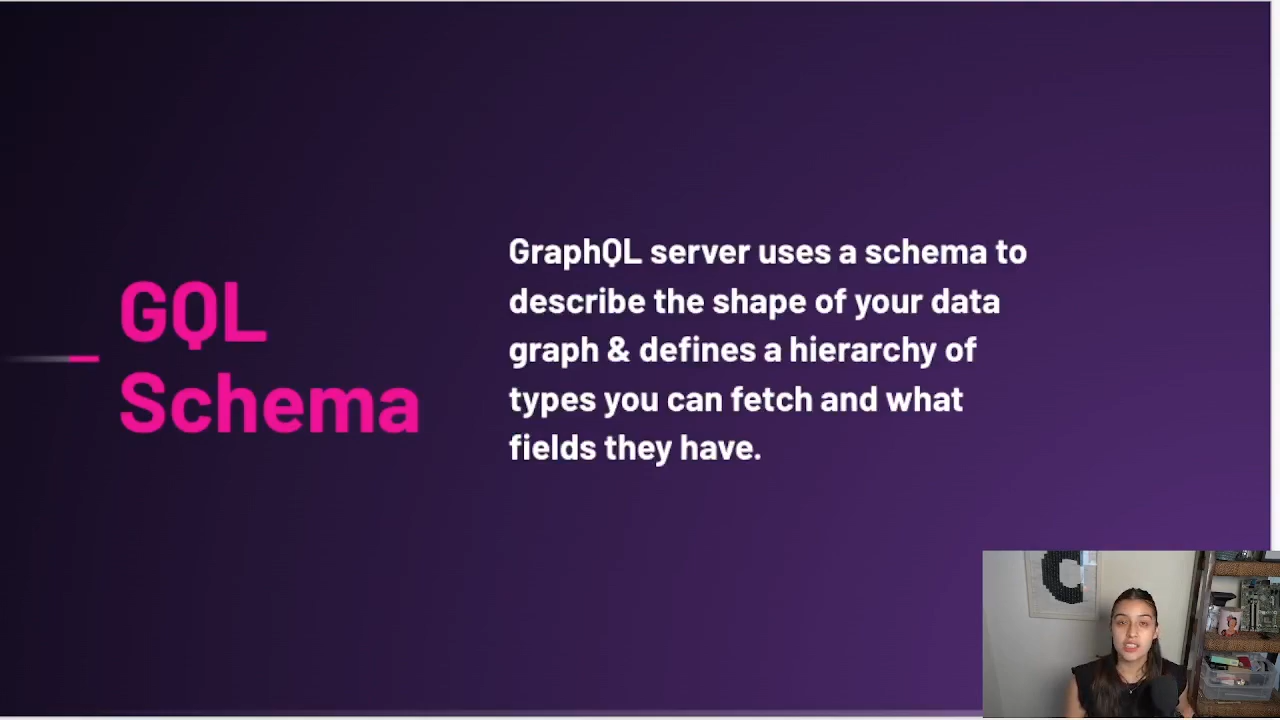 GQL
Schema
GraphQL server uses a schema to
describe the shape of your data
graph & defines a hierarchy of
types you can fetch and what
fields they have.